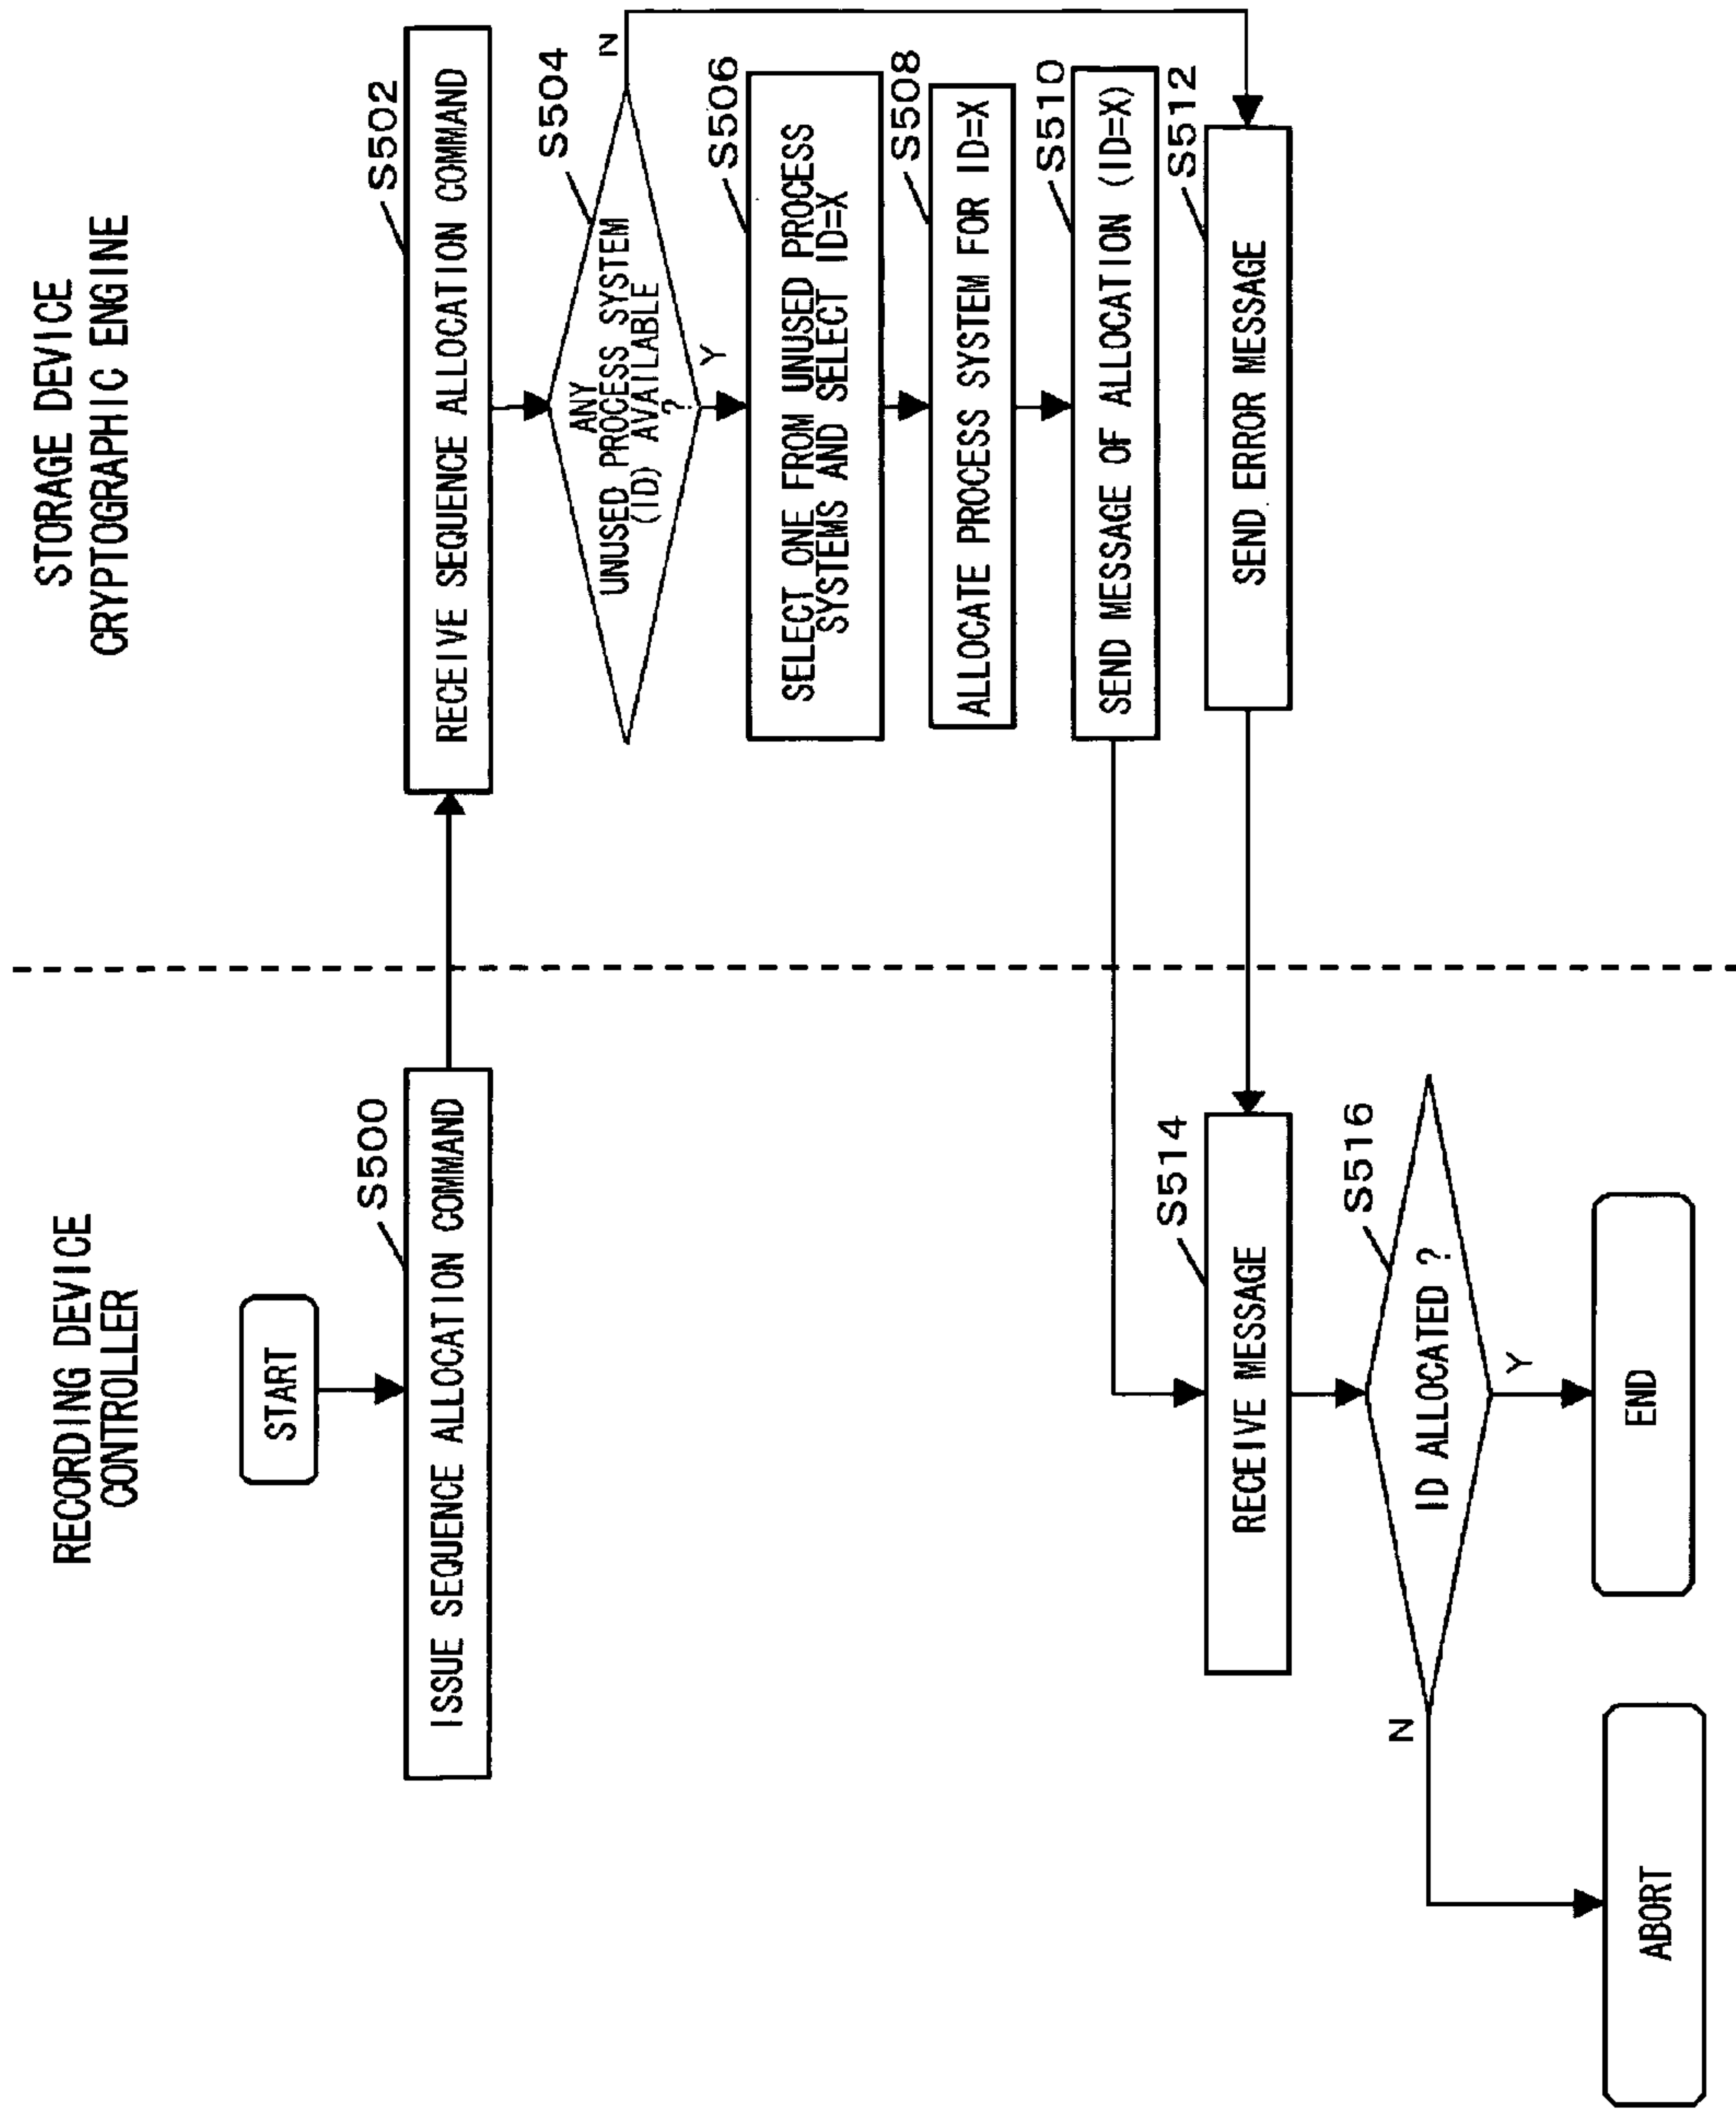 RECORDING DEVICE
CONTROLLER
STORAGE DEVICE
CRYPTOGRAPHIC ENGINE
START
S500
ISSUE SEQUENCE ALLOCATION COMMAND
S502
RECEIVE SEQUENCE ALLOCATION COMMAND
S504
ANY
UNUSED PROCESS SYSTEM
(ID) AVAILABLE
?
N
Y
S506
SELECT ONE FROM UNUSED PROCESS
SYSTEMS AND SELECT ID=X
S508
ALLOCATE PROCESS SYSTEM FOR ID=X
S510
SEND MESSAGE OF ALLOCATION (ID=X)
S512
SEND ERROR MESSAGE
S514
RECEIVE MESSAGE
S516
ID ALLOCATED ?
N
Y
ABORT
END